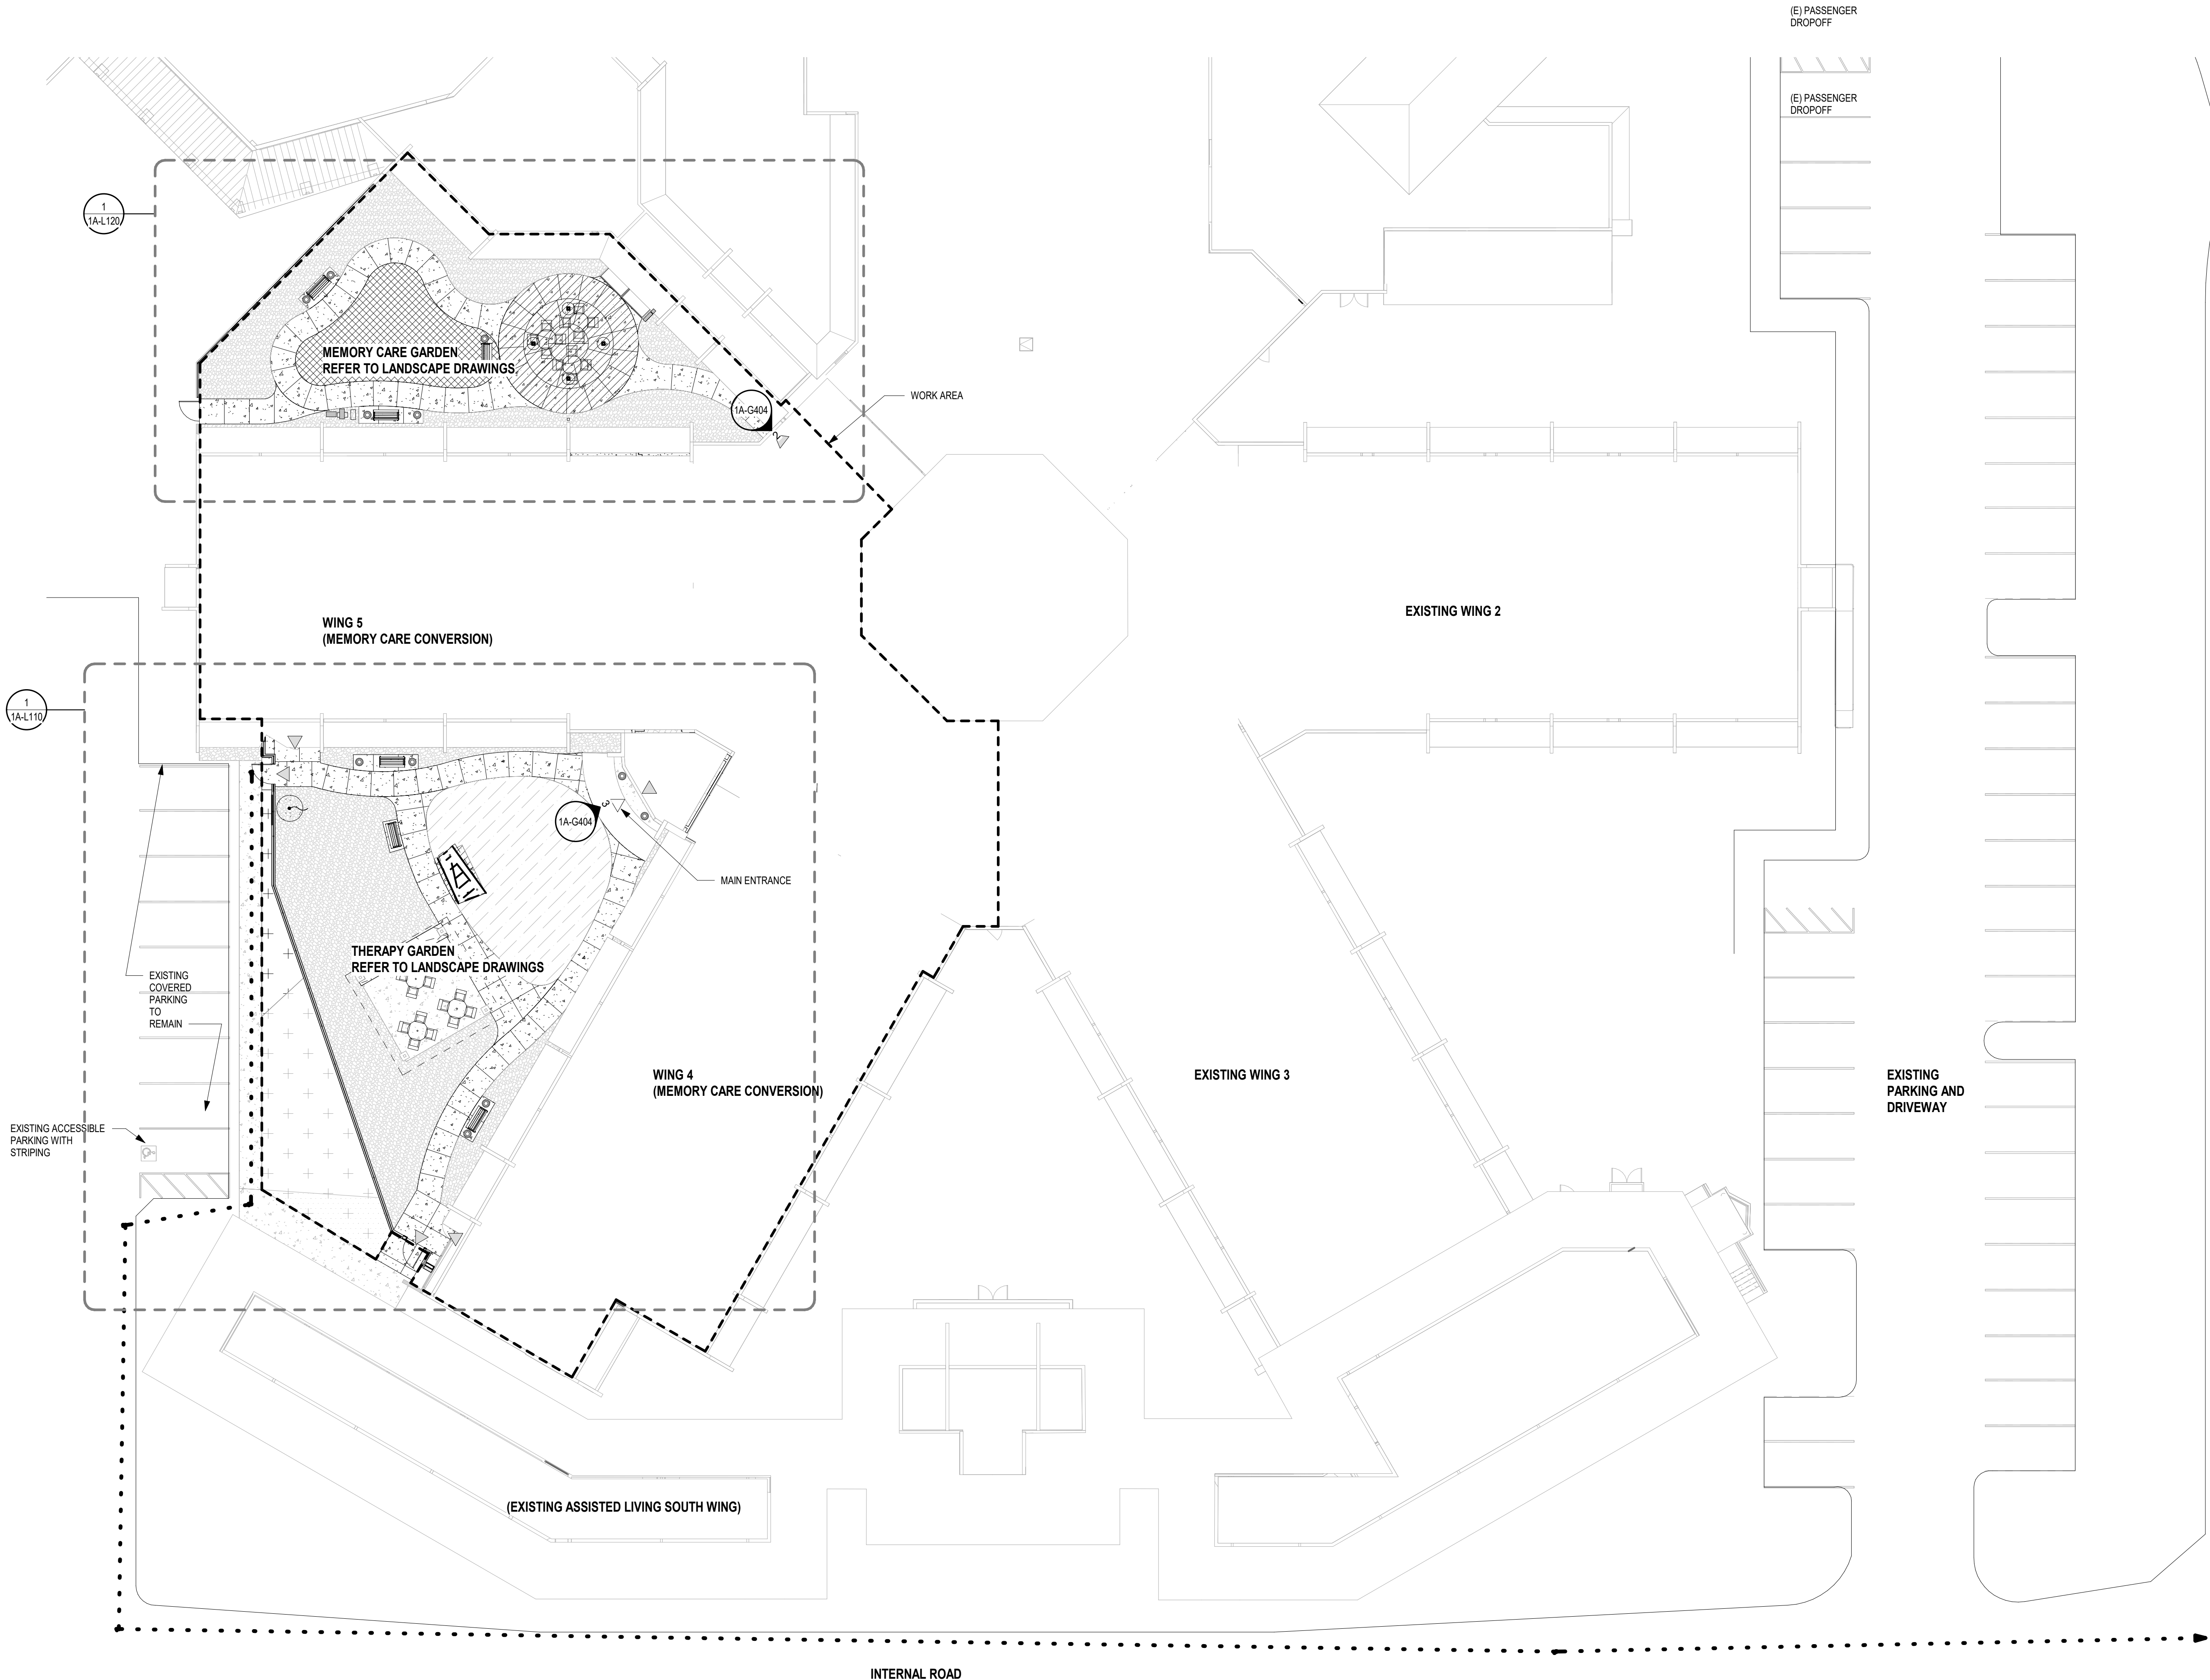 (E) PASSENGER
DROPOFF
(E) PASSENGER
DROPOFF
1
1A-L120
MEMORY CARE GARDEN
REFER TO LANDSCAPE DRAWINGS
1A-G404
2
WORK AREA
WING 5
(MEMORY CARE CONVERSION)
EXISTING WING 2
1
1A-L110
1A-G404
3
MAIN ENTRANCE
THERAPY GARDEN
REFER TO LANDSCAPE DRAWINGS
EXISTING
COVERED
PARKING
TO
REMAIN
WING 4
(MEMORY CARE CONVERSION)
EXISTING WING 3
EXISTING
PARKING AND
DRIVEWAY
EXISTING ACCESSIBLE
PARKING WITH
STRIPING
(EXISTING ASSISTED LIVING SOUTH WING)
INTERNAL ROAD